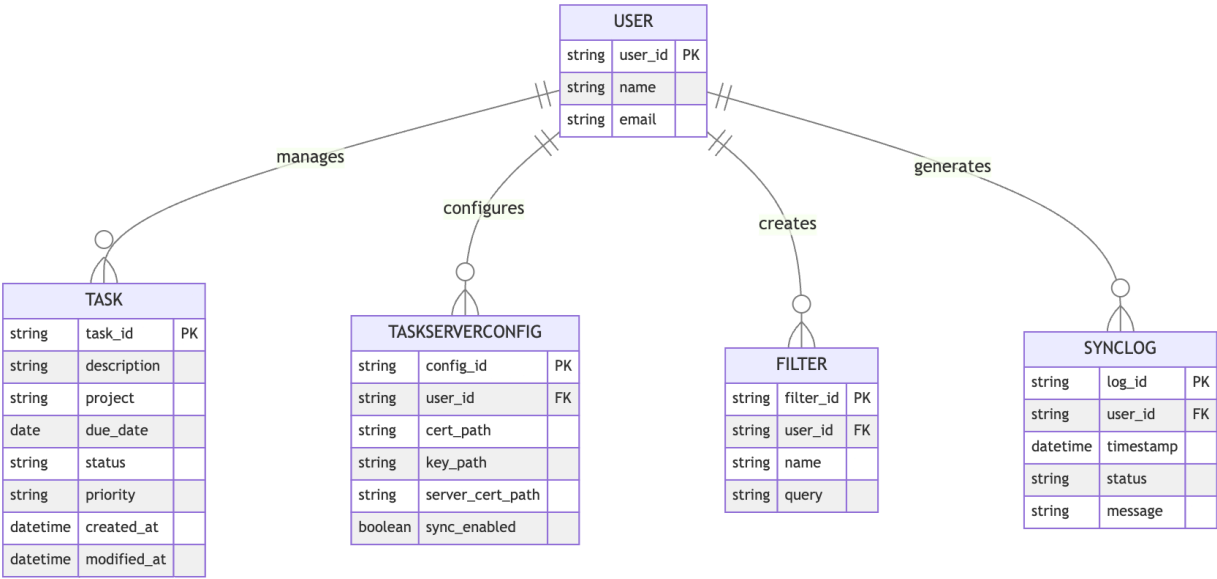 USER
string user_id PK
string name
string email
manages
configures
creates
generates
TASK
string task_id PK
string description
string project
date due_date
string status
string priority
datetime created_at
datetime modified_at
TASKSERVERCONFIG
string config_id PK
string user_id FK
string cert_path
string key_path
string server_cert_path
boolean sync_enabled
FILTER
string filter_id PK
string user_id FK
string name
string query
SYNCLOG
string log_id PK
string user_id FK
datetime timestamp
string status
string message